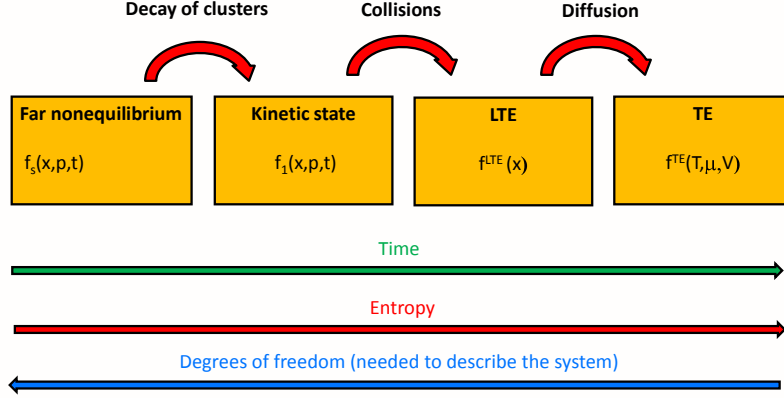 Decay of clusters
Collisions
Diffusion
Far nonequilibrium
Kinetic state
LTE
TE
fₛ(x,p,t)
f₁(x,p,t)
fᴸᵀᴱ(x)
fᵀᴱ(T,μ,V)
Time
Entropy
Degrees of freedom (needed to describe the system)